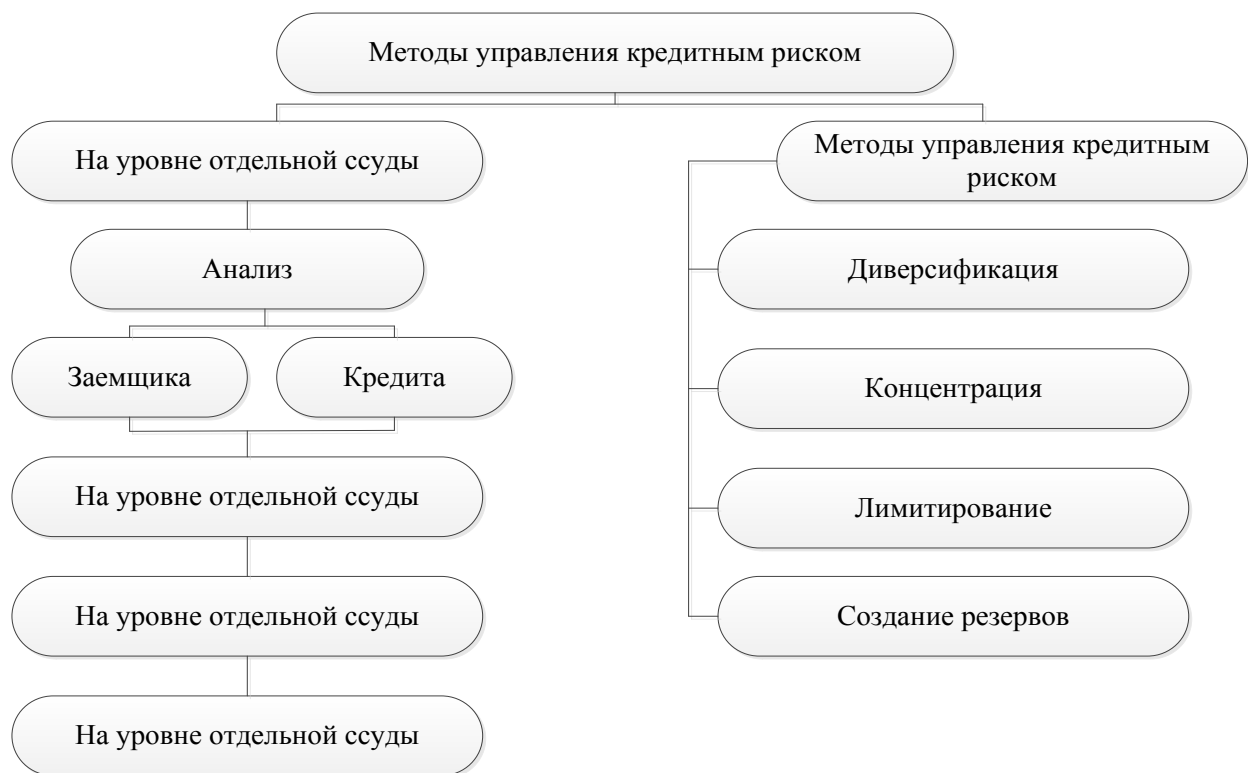 Методы управления кредитным риском
На уровне отдельной ссуды
Анализ
Заемщика
Кредита
На уровне отдельной ссуды
На уровне отдельной ссуды
На уровне отдельной ссуды
Методы управления кредитным
риском
Диверсификация
Концентрация
Лимитирование
Создание резервов